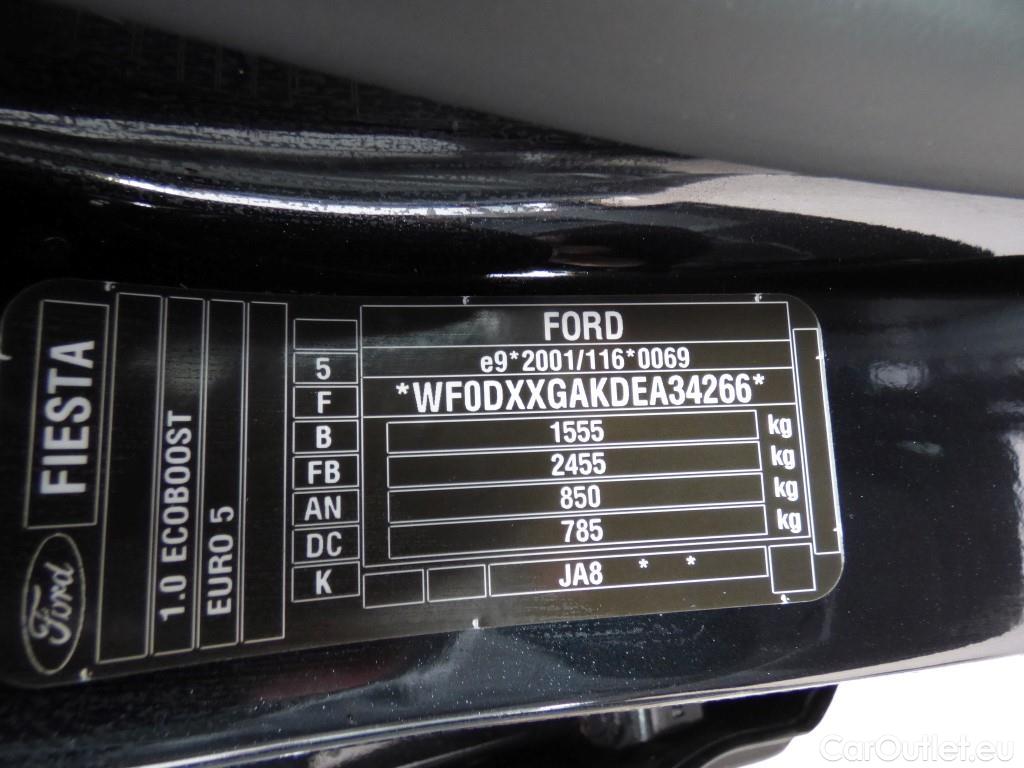 FORD
5 e9*2001/116*0069
F *WF0DXXGAKDEA34266*
B 1555 kg
FB 2455 kg
AN 850 kg
DC 785 kg
K JA8 * *
FIESTA
Ford
1.0 ECOBOOST
EURO 5
CarOutlet.eu